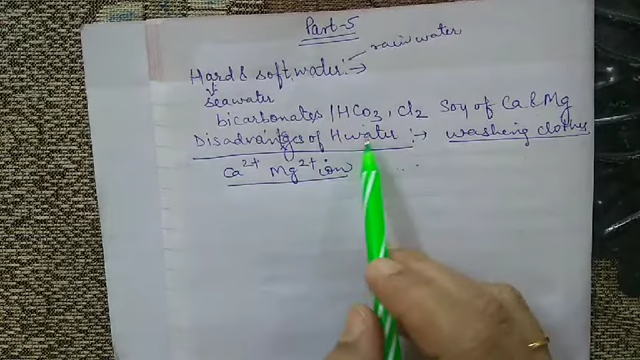 Part-5
Hard & soft water :→ rain water
seawater
bicarbonates / HCO3, Cl2 So4 of Ca & Mg
Disadvantages of H water :→ washing clothes
Ca2+ Mg2+ ion ...